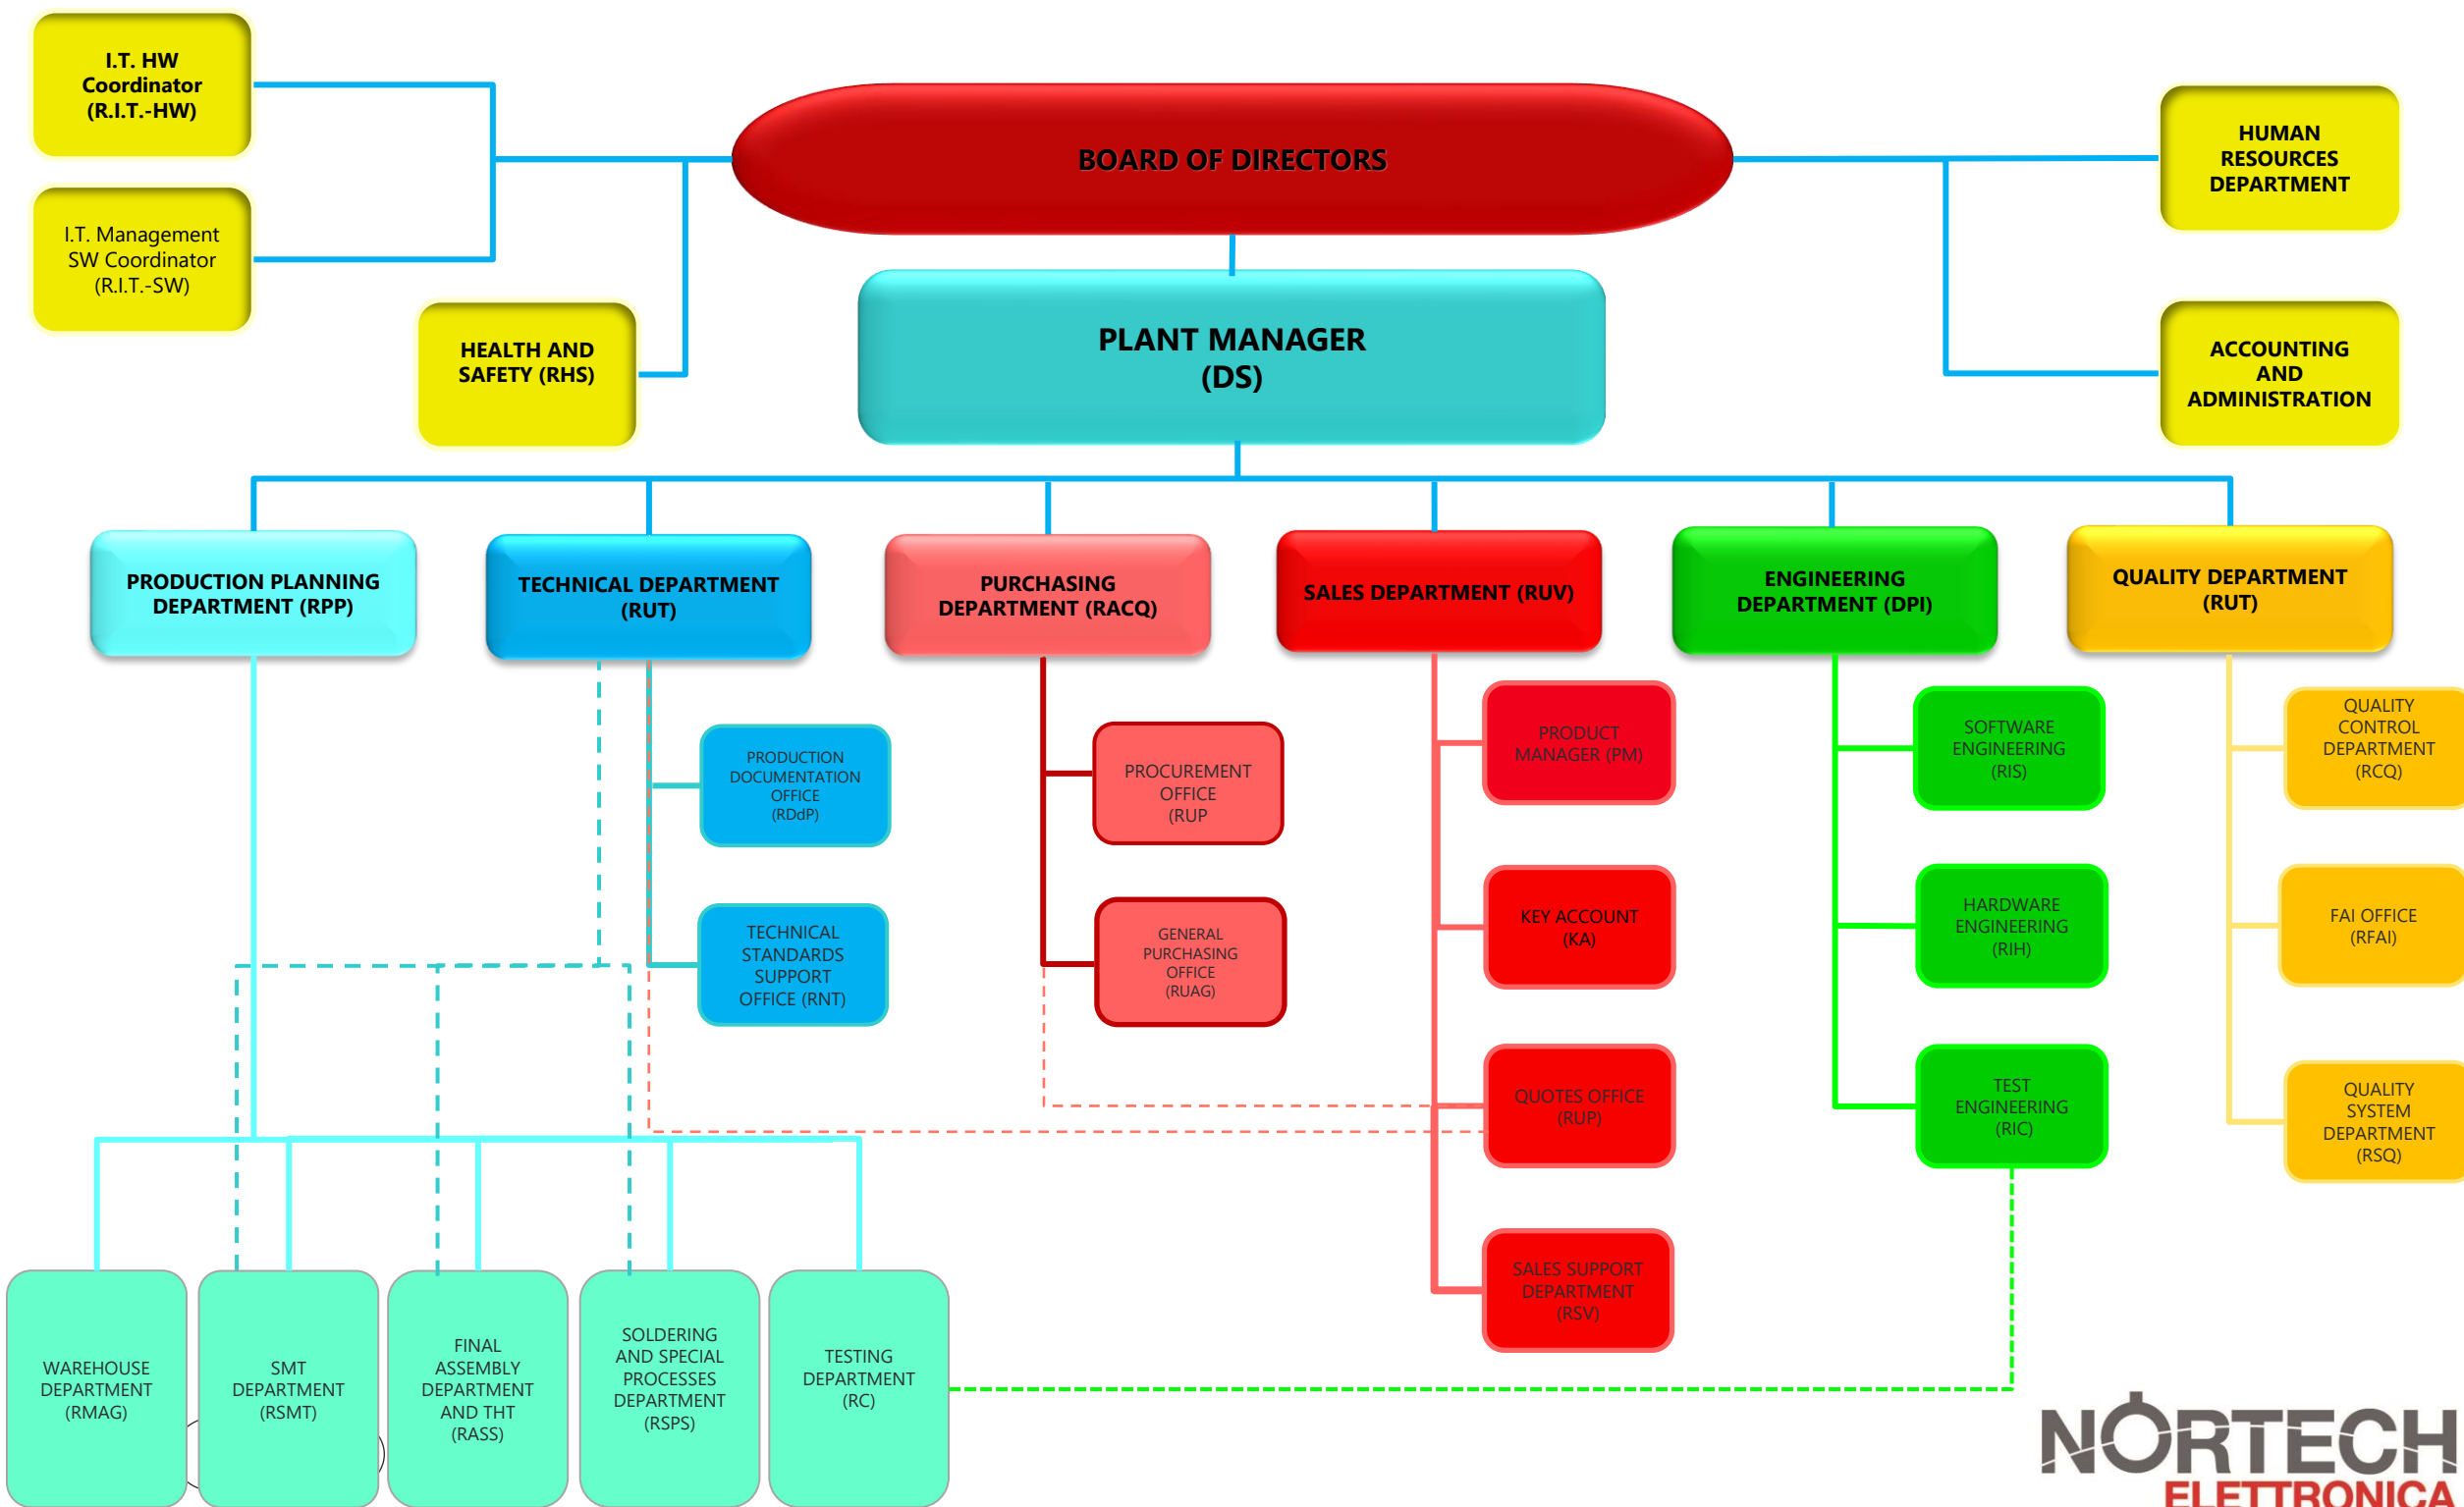 I.T. HW
Coordinator
(R.I.T.-HW)
BOARD OF DIRECTORS
HUMAN
RESOURCES
DEPARTMENT
I.T. Management
SW Coordinator
(R.I.T.-SW)
HEALTH AND
SAFETY (RHS)
PLANT MANAGER
(DS)
ACCOUNTING
AND
ADMINISTRATION
PRODUCTION PLANNING
DEPARTMENT (RPP)
TECHNICAL DEPARTMENT
(RUT)
PURCHASING
DEPARTMENT (RACQ)
SALES DEPARTMENT (RUV)
ENGINEERING
DEPARTMENT (DPI)
QUALITY DEPARTMENT
(RUT)
PRODUCTION
DOCUMENTATION
OFFICE
(RDdP)
PROCUREMENT
OFFICE
(RUP
PRODUCT
MANAGER (PM)
SOFTWARE
ENGINEERING
(RIS)
QUALITY
CONTROL
DEPARTMENT
(RCQ)
TECHNICAL
STANDARDS
SUPPORT
OFFICE (RNT)
GENERAL
PURCHASING
OFFICE
(RUAG)
KEY ACCOUNT
(KA)
HARDWARE
ENGINEERING
(RIH)
FAI OFFICE
(RFAI)
QUOTES OFFICE
(RUP)
TEST
ENGINEERING
(RIC)
QUALITY
SYSTEM
DEPARTMENT
(RSQ)
SALES SUPPORT
DEPARTMENT
(RSV)
WAREHOUSE
DEPARTMENT
(RMAG)
SMT
DEPARTMENT
(RSMT)
FINAL
ASSEMBLY
DEPARTMENT
AND THT
(RASS)
SOLDERING
AND SPECIAL
PROCESSES
DEPARTMENT
(RSPS)
TESTING
DEPARTMENT
(RC)
NORTECH
ELETTRONICA